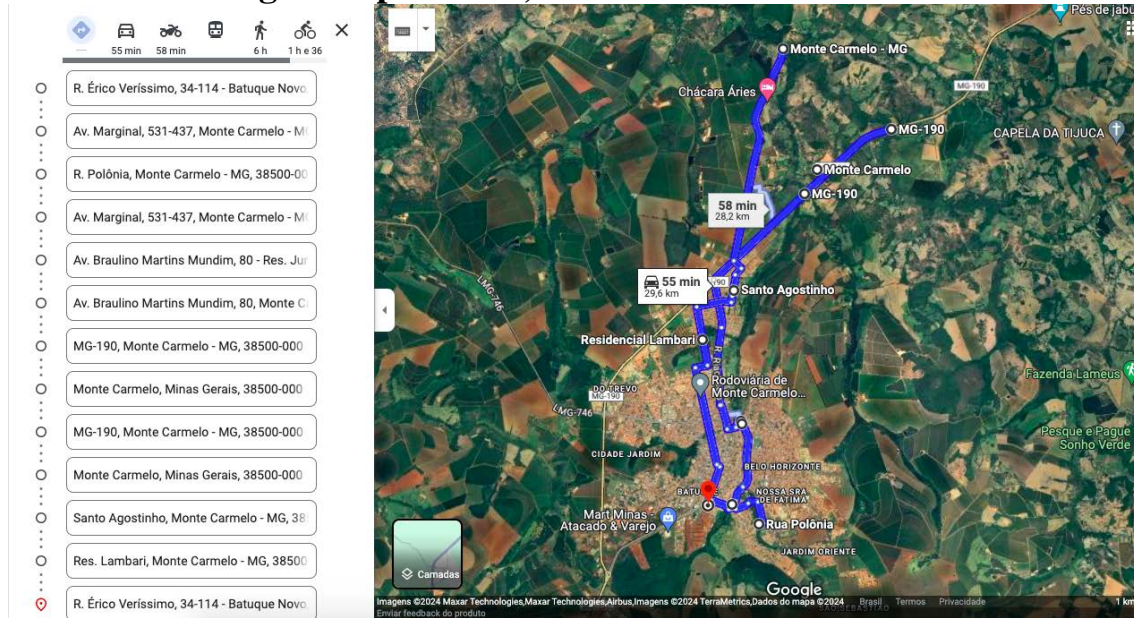 55 min
58 min
6 h
1 h e 36
R. Érico Veríssimo, 34-114 - Batuque Novo
Av. Marginal, 531-437, Monte Carmelo - M
R. Polônia, Monte Carmelo - MG, 38500-00
Av. Marginal, 531-437, Monte Carmelo - M
Av. Braulino Martins Mundim, 80 - Res. Jur
Av. Braulino Martins Mundim, 80, Monte C
MG-190, Monte Carmelo - MG, 38500-000
Monte Carmelo, Minas Gerais, 38500-000
MG-190, Monte Carmelo - MG, 38500-000
Monte Carmelo, Minas Gerais, 38500-000
Santo Agostinho, Monte Carmelo - MG, 38
Res. Lambari, Monte Carmelo - MG, 38500
R. Érico Veríssimo, 34-114 - Batuque Novo
Pés de jabu
Monte Carmelo - MG
Chácara Áries
MG-190
MG-190
CAPELA DA TIJUCA
Monte Carmelo
MG-190
58 min
28,2 km
55 min
29,6 km
Santo Agostinho
LMG-746
Residencial Lambari
Rodoviária de
Monte Carmelo...
DO TREVO
MG-190
LMG-746
Fazenda Lameus
Pesque e Pague
Sonho Verde
CIDADE JARDIM
BELO HORIZONTE
NOSSA SRA
DE FATIMA
Mart Minas -
Atacado & Varejo
Rua Polônia
JARDIM ORIENTE
Camadas
Google
Imagens ©2024 Maxar Technologies,Maxar Technologies,Airbus,Imagens ©2024 TerraMetrics,Dados do mapa ©2024 Brasil Termos Privacidade 1 km
Enviar feedback do produto